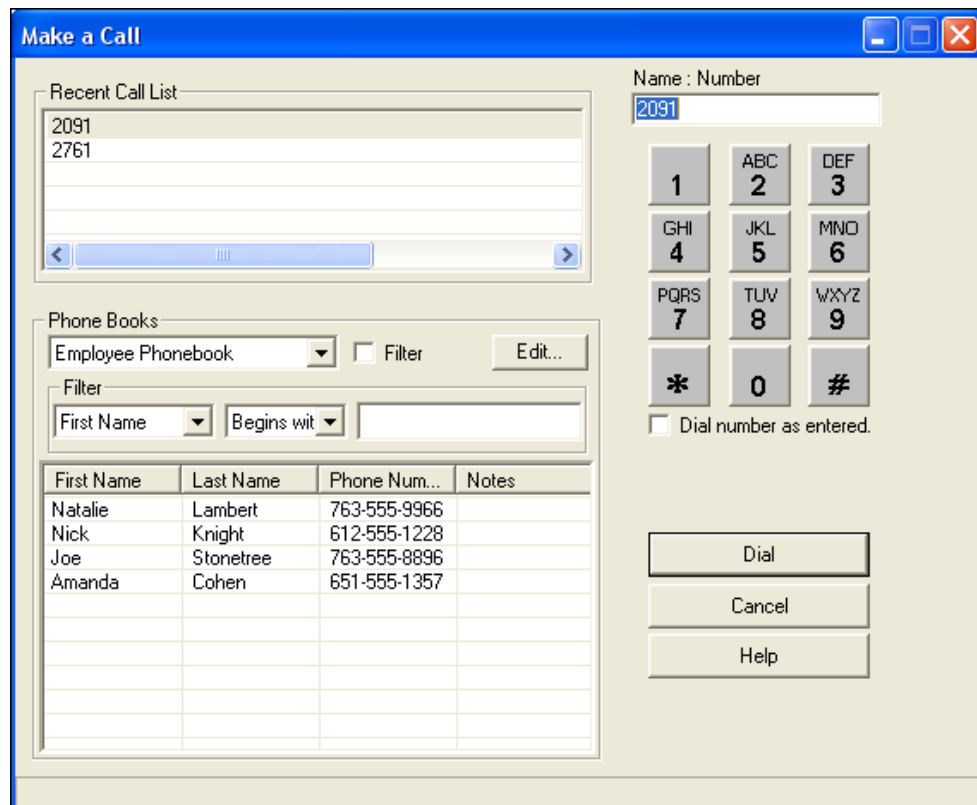 Make a Call
Recent Call List
2091
2761
Phone Books
Employee Phonebook
Filter
Edit...
Filter
First Name
Begins wit
First Name Last Name Phone Num... Notes
Natalie Lambert 763-555-9966
Nick Knight 612-555-1228
Joe Stonetree 763-555-8896
Amanda Cohen 651-555-1357
Name : Number
2091
1
ABC
2
DEF
3
GHI
4
JKL
5
MNO
6
PQRS
7
TUV
8
WXYZ
9
*
0
#
Dial number as entered.
Dial
Cancel
Help